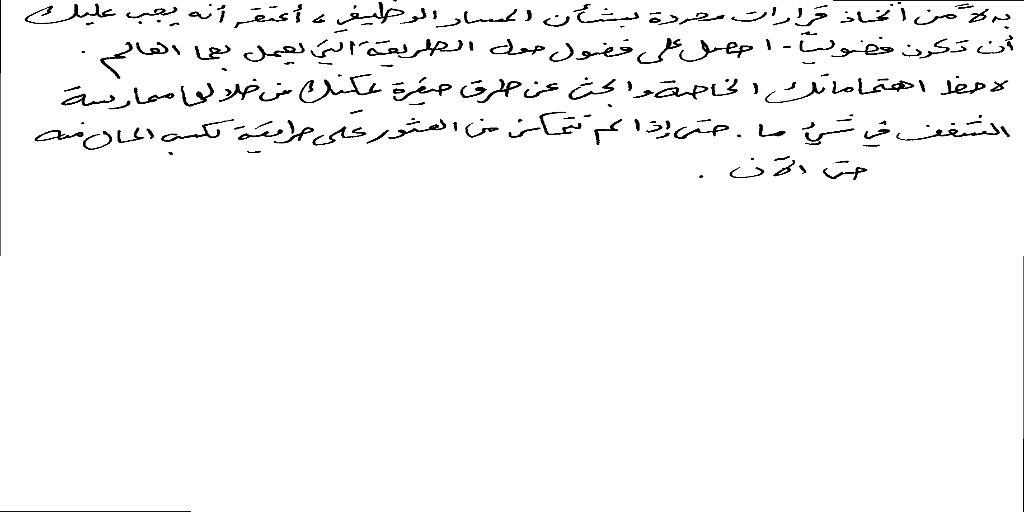 بدلاً من اتخاذ قرارات محددة بشأن المسار الوظيفي، أعتقد أنه يجب عليك
أن تكون فضولياً - احصل على فضول حول الطريقة التي يعمل بها العالم .
لاحظ اهتماماتك الخاصة وابحث عن طرق صغيرة يمكنك من خلالها ممارسة
الشغف في شيء ما . حتى إذا لم تتمكن من العثور على طريقة لكسب المال منه
حتى الآن .